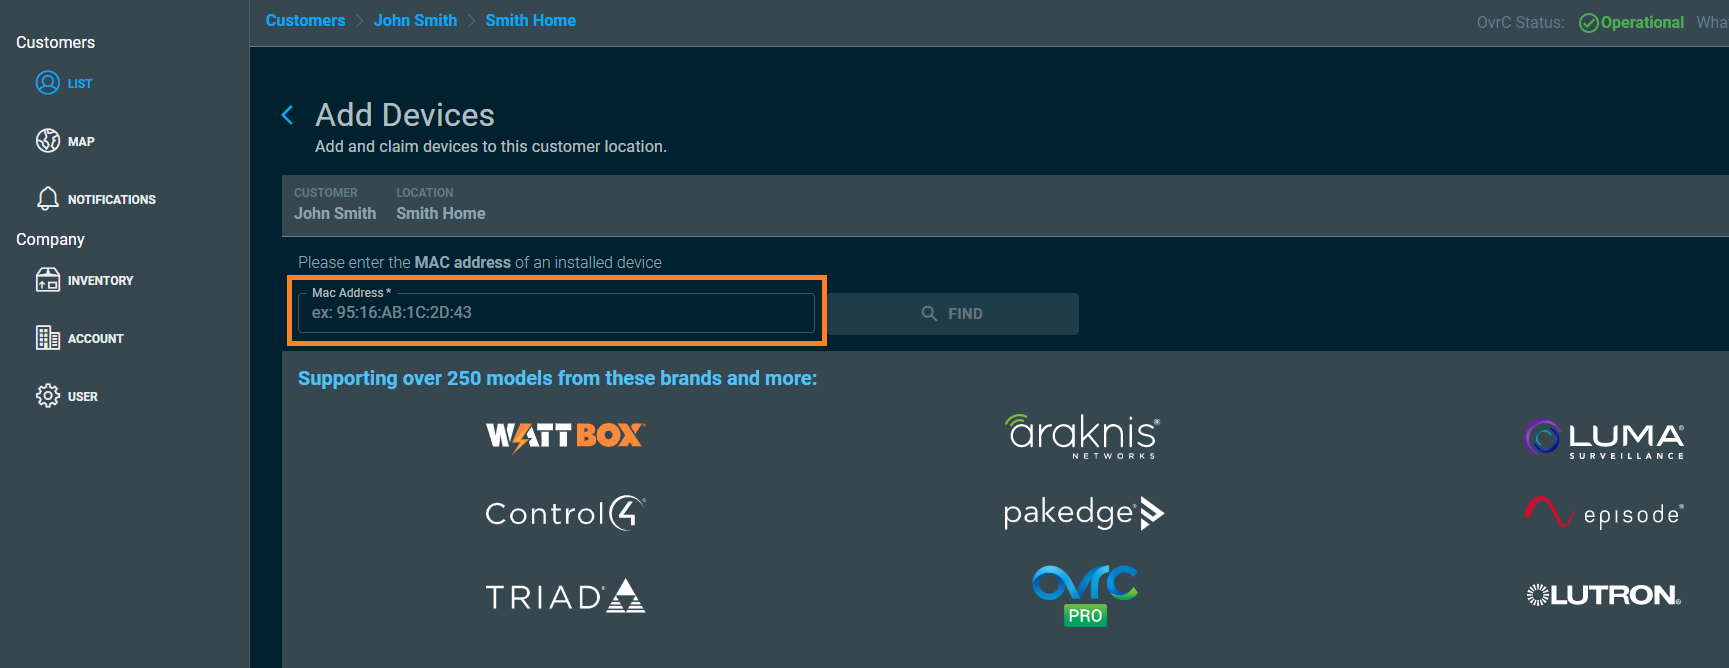 Customers
LIST
MAP
NOTIFICATIONS
Company
INVENTORY
ACCOUNT
USER
Customers > John Smith > Smith Home
OvrC Status: Operational
Add Devices
Add and claim devices to this customer location.
CUSTOMER LOCATION
John Smith Smith Home
Please enter the MAC address of an installed device
Mac Address *
ex: 95:16:AB:1C:2D:43
FIND
Supporting over 250 models from these brands and more:
WATTBOX® araknis® NETWORKS LUMA® SURVEILLANCE
Control4® pakedge® episode®
TRIAD® OvrC PRO LUTRON®